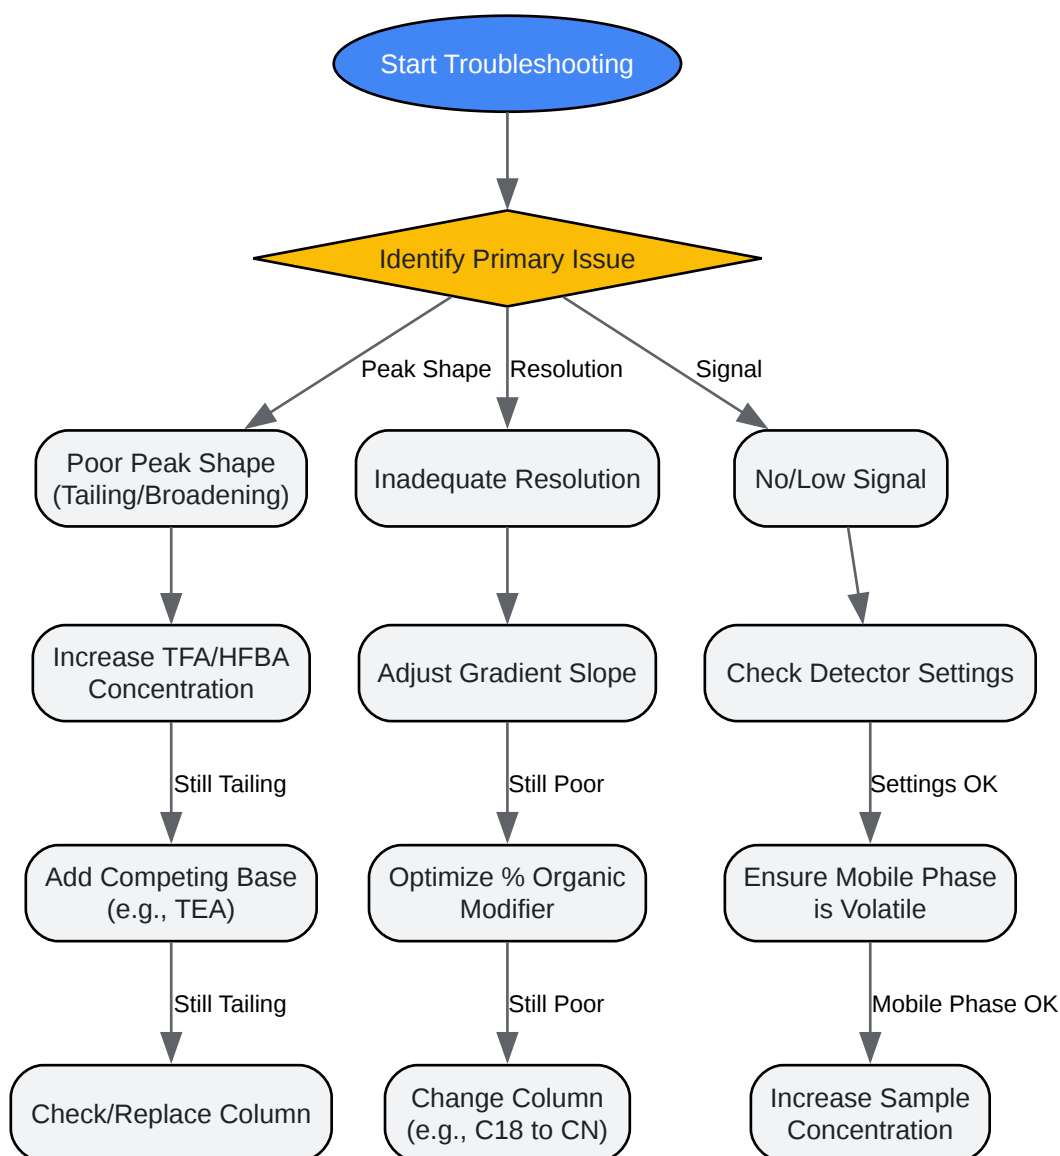 Start Troubleshooting
Identify Primary Issue
Peak Shape
Resolution
Signal
Poor Peak Shape
(Tailing/Broadening)
Inadequate Resolution
No/Low Signal
Increase TFA/HFBA
Concentration
Adjust Gradient Slope
Check Detector Settings
Still Tailing
Still Poor
Settings OK
Add Competing Base
(e.g., TEA)
Optimize % Organic
Modifier
Ensure Mobile Phase
is Volatile
Still Tailing
Still Poor
Mobile Phase OK
Check/Replace Column
Change Column
(e.g., C18 to CN)
Increase Sample
Concentration